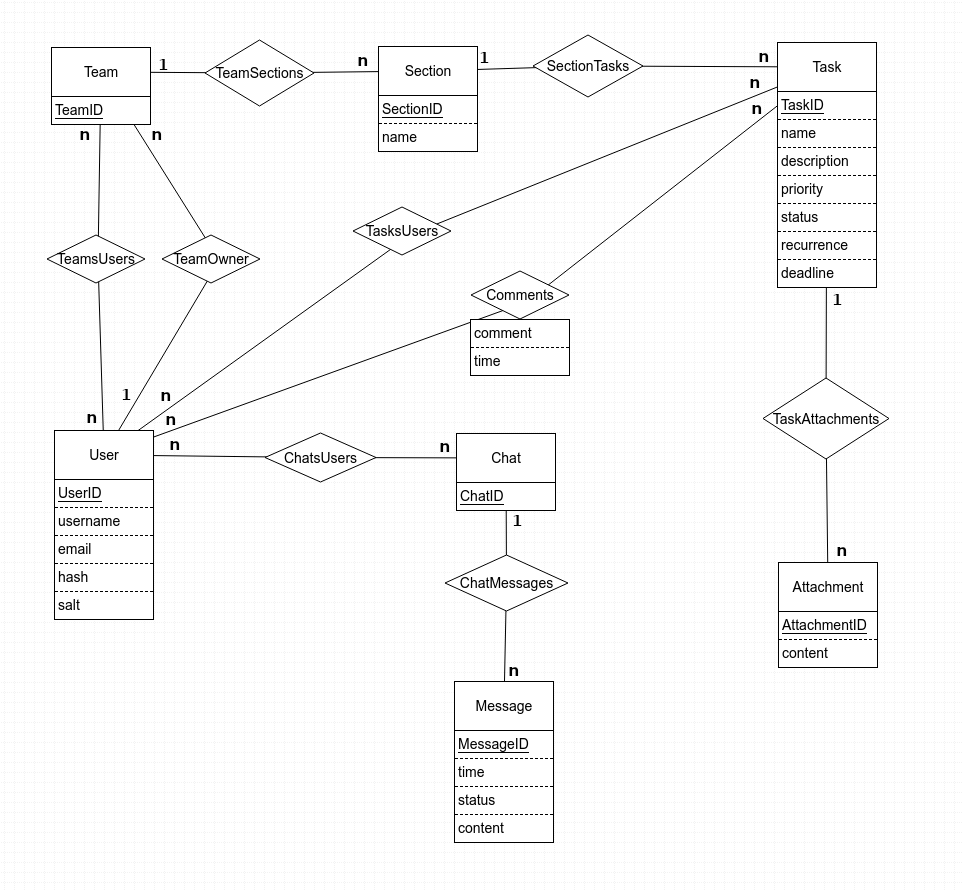 Team
1
TeamSections
n
Section
1
SectionTasks
n
Task
TeamID
SectionID
name
n
n
TaskID
name
description
priority
status
recurrence
deadline
n
n
TeamsUsers
TeamOwner
TasksUsers
Comments
comment
time
1
TaskAttachments
n
1
n
n
n
User
UserID
username
email
hash
salt
ChatsUsers
n
Chat
ChatID
1
ChatMessages
n
Message
MessageID
time
status
content
n
Attachment
AttachmentID
content